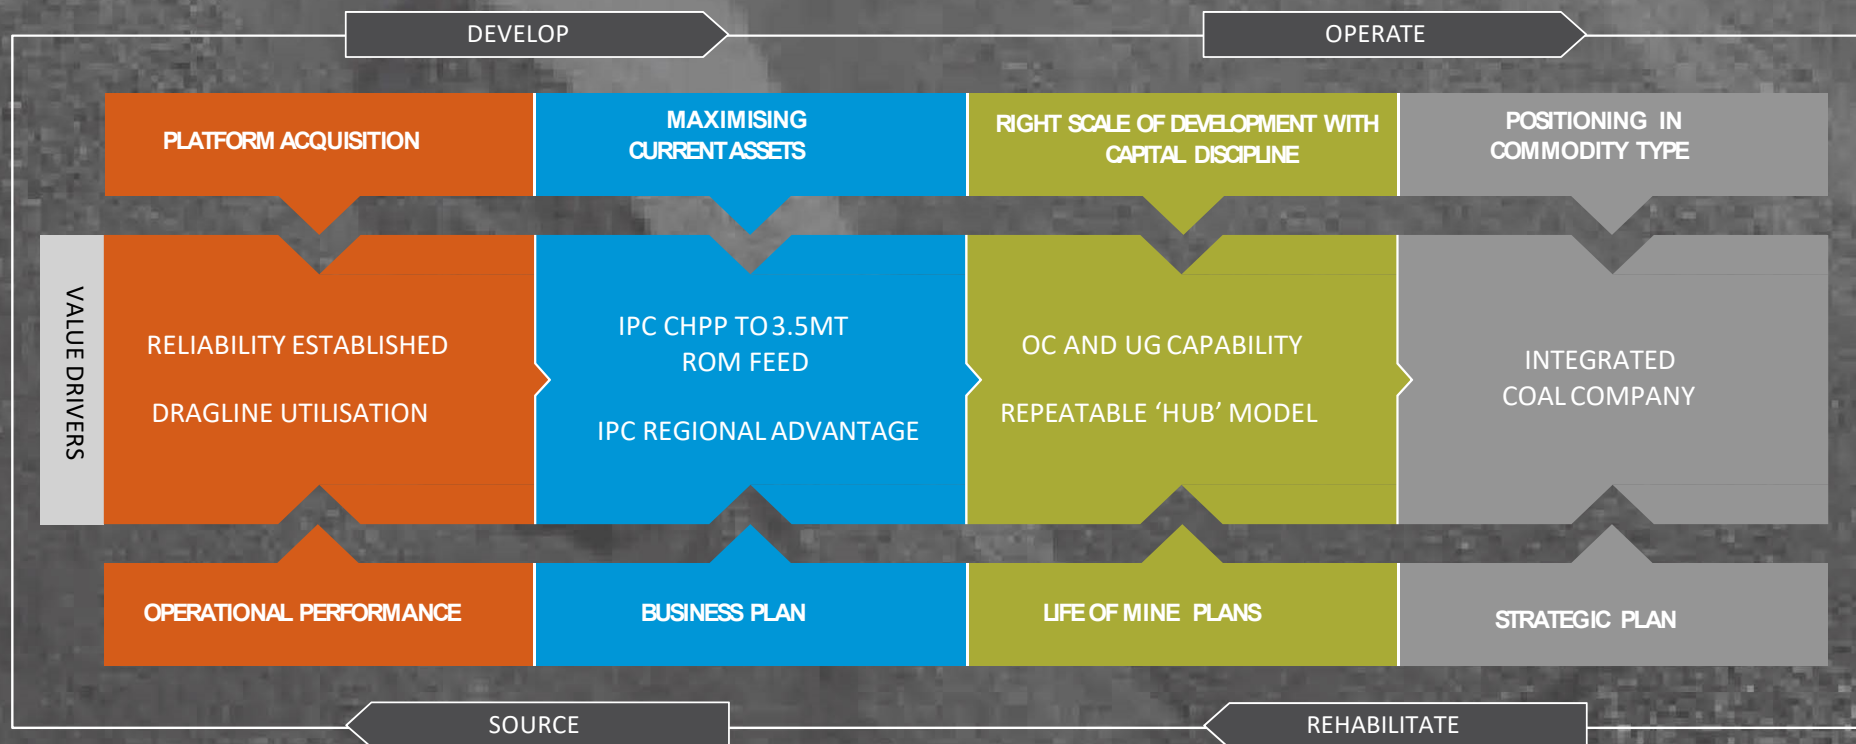 DEVELOP
OPERATE
PLATFORM ACQUISITION
MAXIMISING
CURRENT ASSETS
RIGHT SCALE OF DEVELOPMENT WITH
CAPITAL DISCIPLINE
POSITIONING IN
COMMODITY TYPE
VALUE DRIVERS
RELIABILITY ESTABLISHED
DRAGLINE UTILISATION
IPC CHPP TO 3.5MT
ROM FEED
IPC REGIONAL ADVANTAGE
OC AND UG CAPABILITY
REPEATABLE ‘HUB’ MODEL
INTEGRATED
COAL COMPANY
OPERATIONAL PERFORMANCE
BUSINESS PLAN
LIFE OF MINE PLANS
STRATEGIC PLAN
SOURCE
REHABILITATE